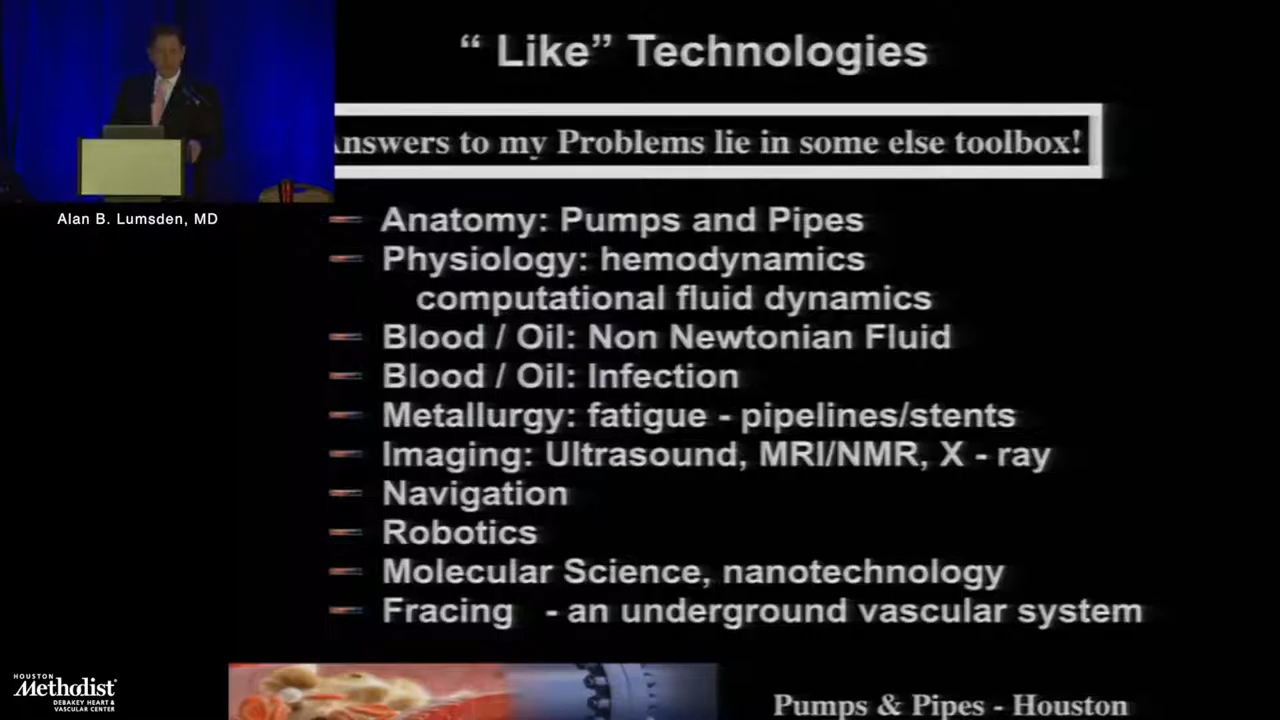 “ Like” Technologies
Answers to my Problems lie in some else toolbox!
Alan B. Lumsden, MD
Anatomy: Pumps and Pipes
Physiology: hemodynamics
computational fluid dynamics
Blood / Oil: Non Newtonian Fluid
Blood / Oil: Infection
Metallurgy: fatigue - pipelines/stents
Imaging: Ultrasound, MRI/NMR, X - ray
Navigation
Robotics
Molecular Science, nanotechnology
Fracing - an underground vascular system
HOUSTON
Methodist
DEBAKEY HEART &
VASCULAR CENTER
Pumps & Pipes - Houston